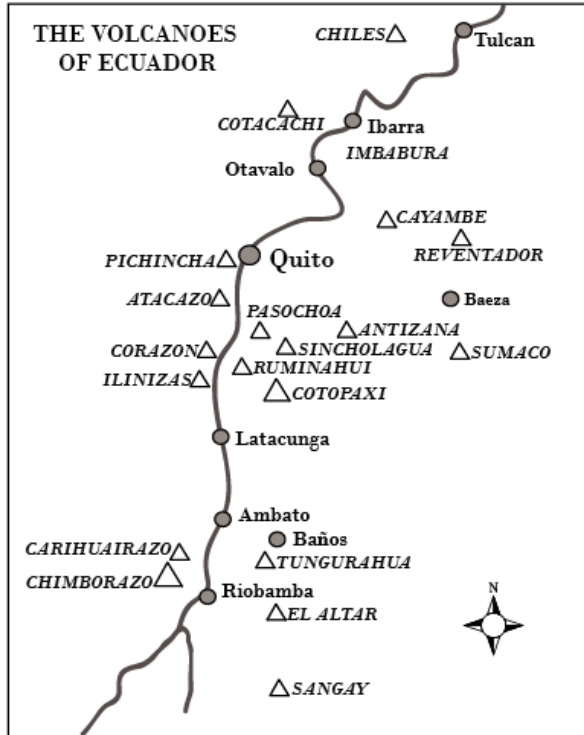 THE VOLCANOES
OF ECUADOR
CHILES
Tulcan
COTACACHI
Ibarra
IMBABURA
Otavalo
CAYAMBE
REVENTADOR
PICHINCHA
Quito
ATACAZO
Baeza
PASOCHOA
ANTIZANA
CORAZON
SINCHOLAGUA
SUMACO
ILINIZAS
RUMINAHUI
COTOPAXI
Latacunga
Ambato
Baños
CARIHUAIRAZO
TUNGURAHUA
CHIMBORAZO
Riobamba
EL ALTAR
N
SANGAY